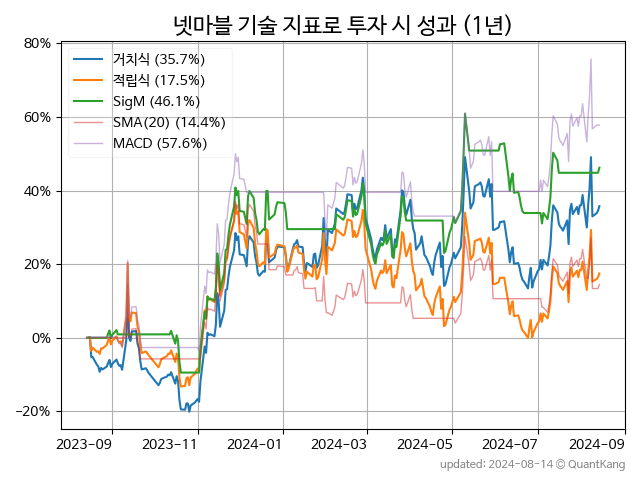 넷마블 기술 지표로 투자 시 성과 (1년)
80%
60%
40%
20%
0%
−20%
거치식 (35.7%)
적립식 (17.5%)
SigM (46.1%)
SMA(20) (14.4%)
MACD (57.6%)
2023-09
2023-11
2024-01
2024-03
2024-05
2024-07
2024-09
updated: 2024-08-14 © QuantKang